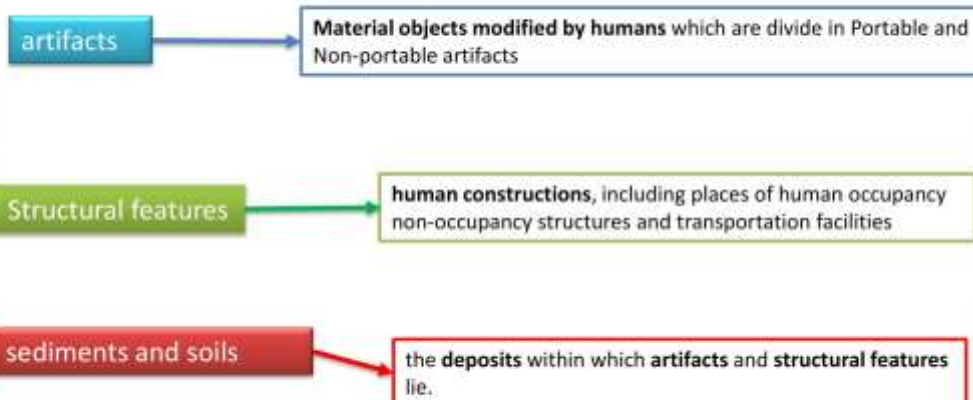 artifacts
Material objects modified by humans which are divide in Portable and
Non-portable artifacts
Structural features
human constructions, including places of human occupancy
non-occupancy structures and transportation facilities
sediments and soils
the deposits within which artifacts and structural features
lie.